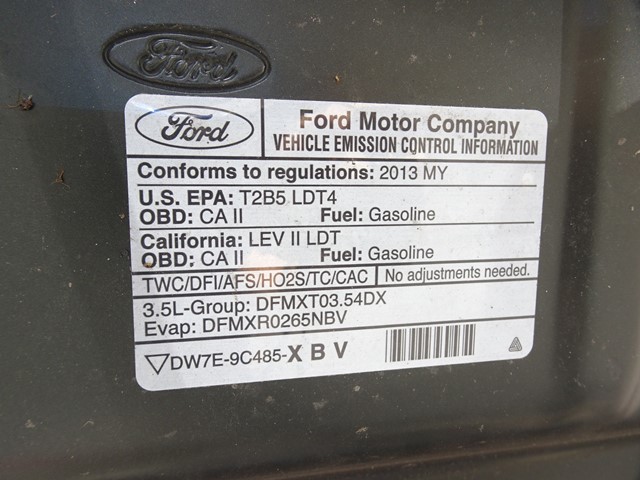 Ford
Ford
Ford Motor Company
VEHICLE EMISSION CONTROL INFORMATION
Conforms to regulations: 2013 MY
U.S. EPA: T2B5 LDT4
OBD: CA II Fuel: Gasoline
California: LEV II LDT
OBD: CA II Fuel: Gasoline
TWC/DFI/AFS/HO2S/TC/CAC No adjustments needed.
3.5L-Group: DFMXT03.54DX
Evap: DFMXR0265NBV
DW7E-9C485-X B V